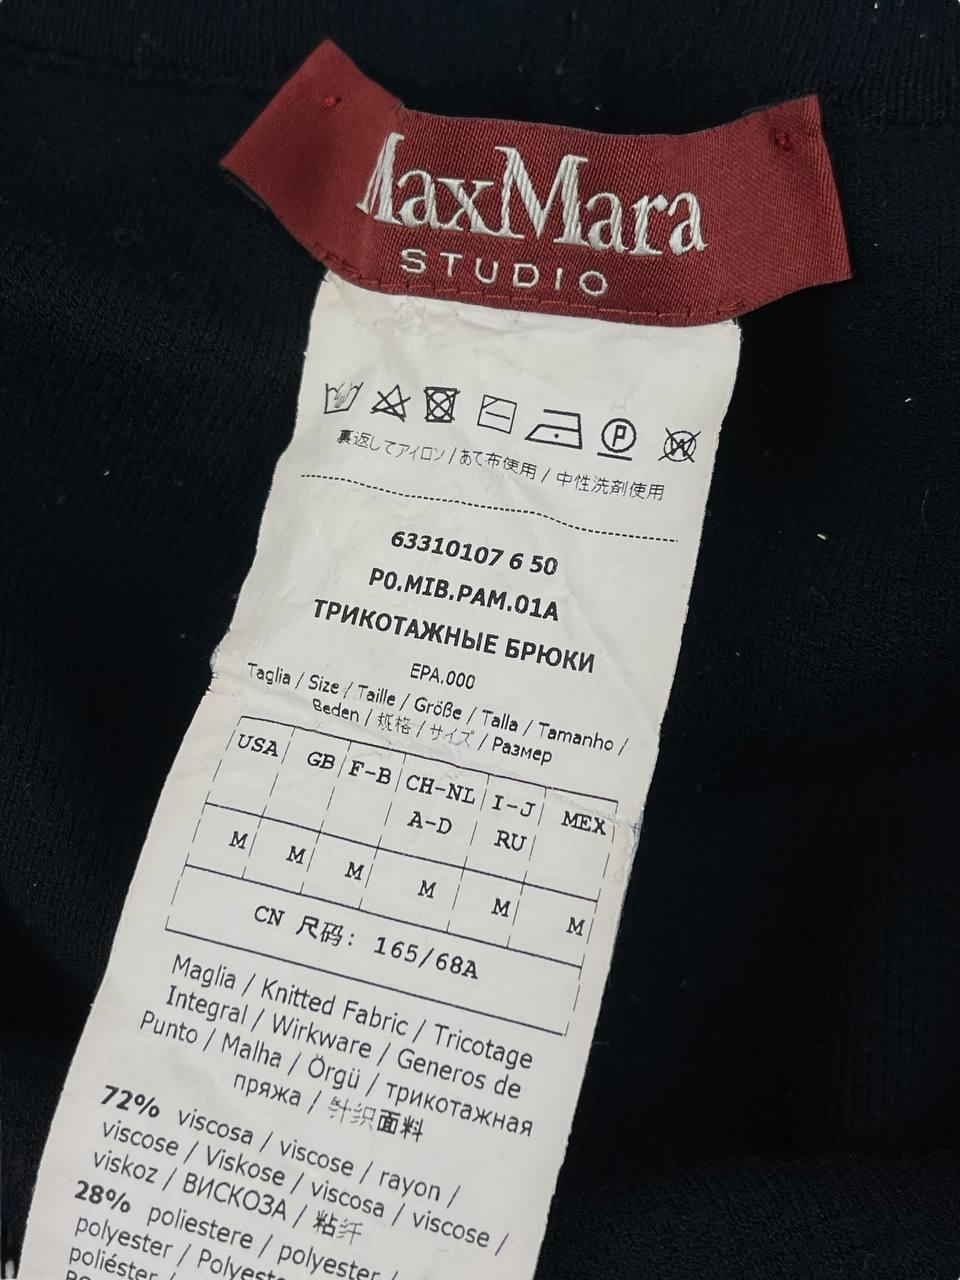 MaxMara
STUDIO
裏返してアイロン / あて布使用 / 中性洗剤使用
63310107 6 50
P0.MIB.PAM.01A
ТРИКОТАЖНЫЕ БРЮКИ
EPA.000
Taglia / Size / Taille / Größe / Talla / Tamanho /
Beden / 规格 / サイズ / Размер
USA GB F-B CH-NL I-J MEX
A-D RU
M M M M M M
CN 尺码: 165/68A
Maglia / Knitted Fabric / Tricotage
Integral / Wirkware / Generos de
Punto / Malha / Örgü / трикотажная
пряжа / 针织面料
72% viscosa / viscose / rayon /
viscose / Viskose / viscosa / viscose /
viskoz / ВИСКОЗА / 粘纤
28% poliestere / polyester /
polyester / Polyester
poliéster /